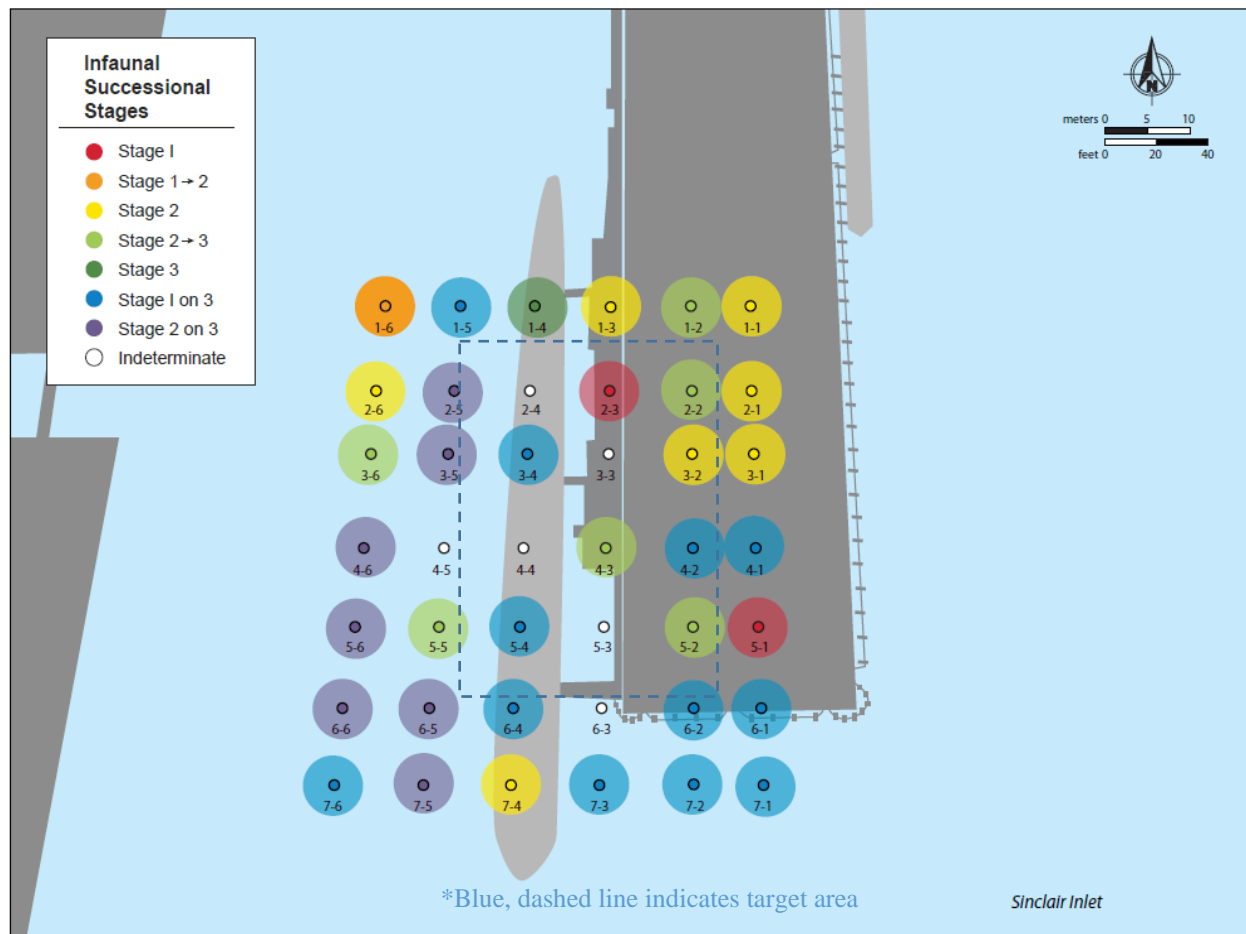 Infaunal
Successional
Stages
Stage I
Stage 1→2
Stage 2
Stage 2→3
Stage 3
Stage I on 3
Stage 2 on 3
Indeterminate
N
meters 0 5 10
feet 0 20 40
1-6 1-5 1-4 1-3 1-2 1-1
2-6 2-5 2-4 2-3 2-2 2-1
3-6 3-5 3-4 3-3 3-2 3-1
4-6 4-5 4-4 4-3 4-2 4-1
5-6 5-5 5-4 5-3 5-2 5-1
6-6 6-5 6-4 6-3 6-2 6-1
7-6 7-5 7-4 7-3 7-2 7-1
*Blue, dashed line indicates target area
Sinclair Inlet